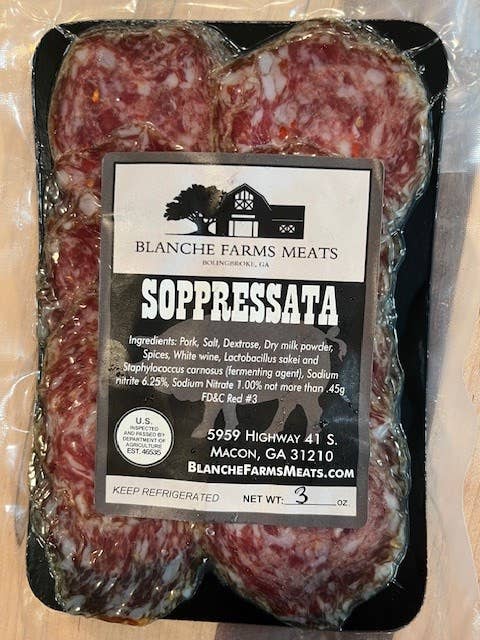 BLANCHE FARMS MEATS
BOLINGBROKE, GA
SOPPRESSATA
Ingredients: Pork, Salt, Dextrose, Dry milk powder,
Spices, White wine, Lactobacillus sakei and
Staphylococcus carnosus (fermenting agent), Sodium
nitrite 6.25%, Sodium Nitrate 1.00% not more than .45g
FD&C Red #3
U.S.
INSPECTED
AND PASSED BY
DEPARTMENT OF
AGRICULTURE
EST. 46535
5959 HIGHWAY 41 S.
MACON, GA 31210
BLANCHEFARMSMEATS.COM
KEEP REFRIGERATED
NET WT: 3 OZ.